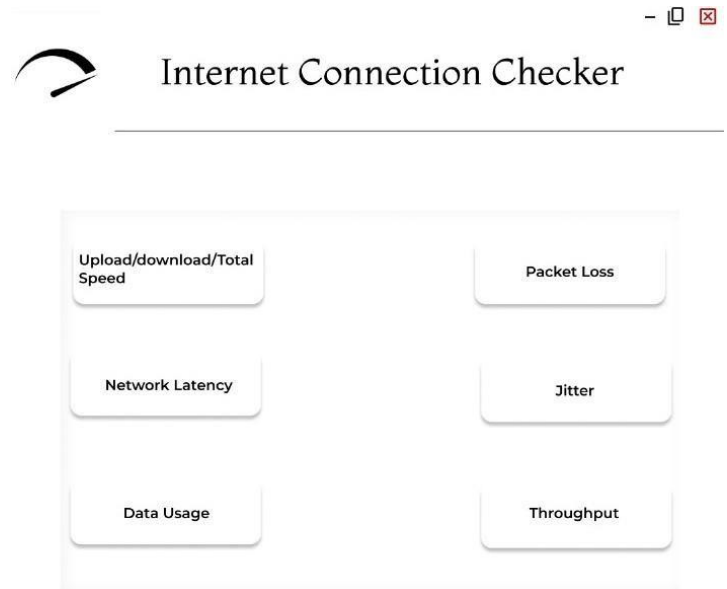 Internet Connection Checker
Upload/download/Total
Speed
Packet Loss
Network Latency
Jitter
Data Usage
Throughput